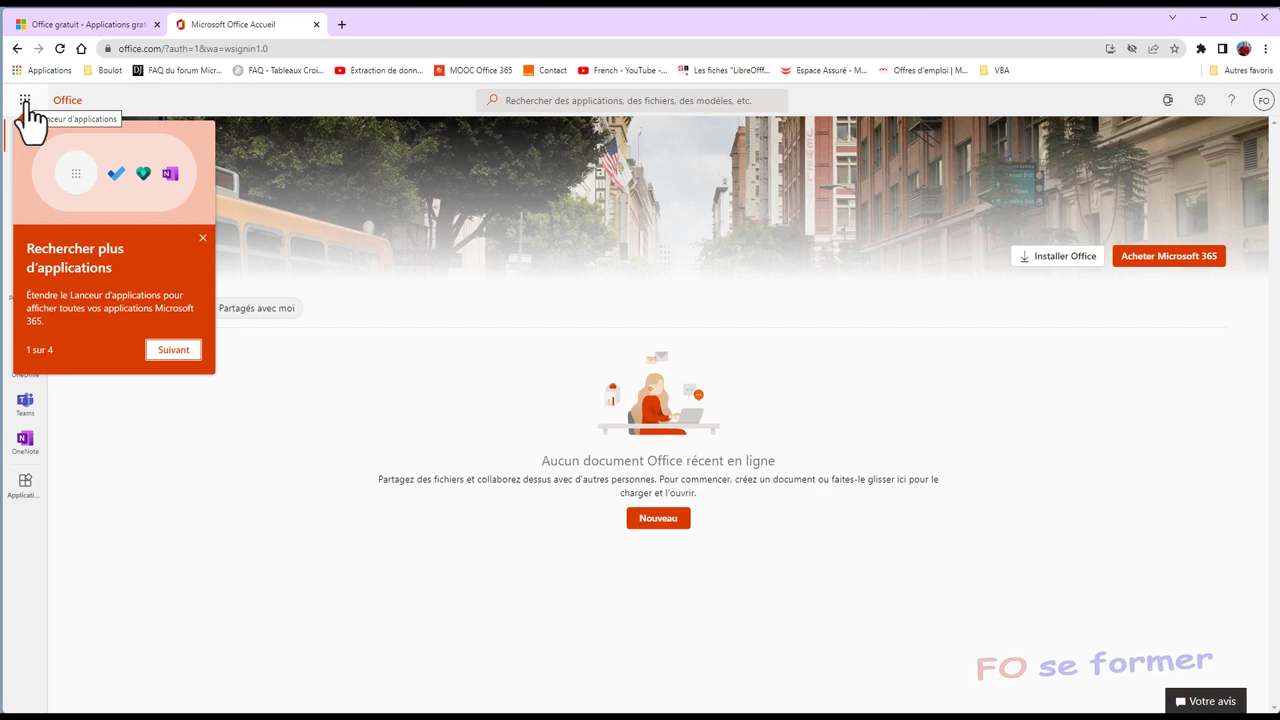 Office gratuit - Applications grat
Microsoft Office Accueil
office.com/?auth=1&wa=wsignin1.0
Applications
Boulot
FAQ du forum Micr...
FAQ - Tableaux Croi...
Extraction de donn...
MOOC Office 365
Contact
French - YouTube -...
Les fiches "LibreOfff...
Espace Assuré - M...
Offres d'emploi | M...
VBA
Autres favoris
Office
Rechercher des applications, des fichiers, des modèles, etc.
FO
d'applications
Rechercher plus
d'applications
Étendre le Lanceur d'applications pour
afficher toutes vos applications Microsoft
365.
1 sur 4
Suivant
Installer Office
Acheter Microsoft 365
Partagés avec moi
Teams
OneNote
Applicati...
Aucun document Office récent en ligne
Partagez des fichiers et collaborez dessus avec d'autres personnes. Pour commencer, créez un document ou faites-le glisser ici pour le
charger et l'ouvrir.
Nouveau
FO se former
Votre avis